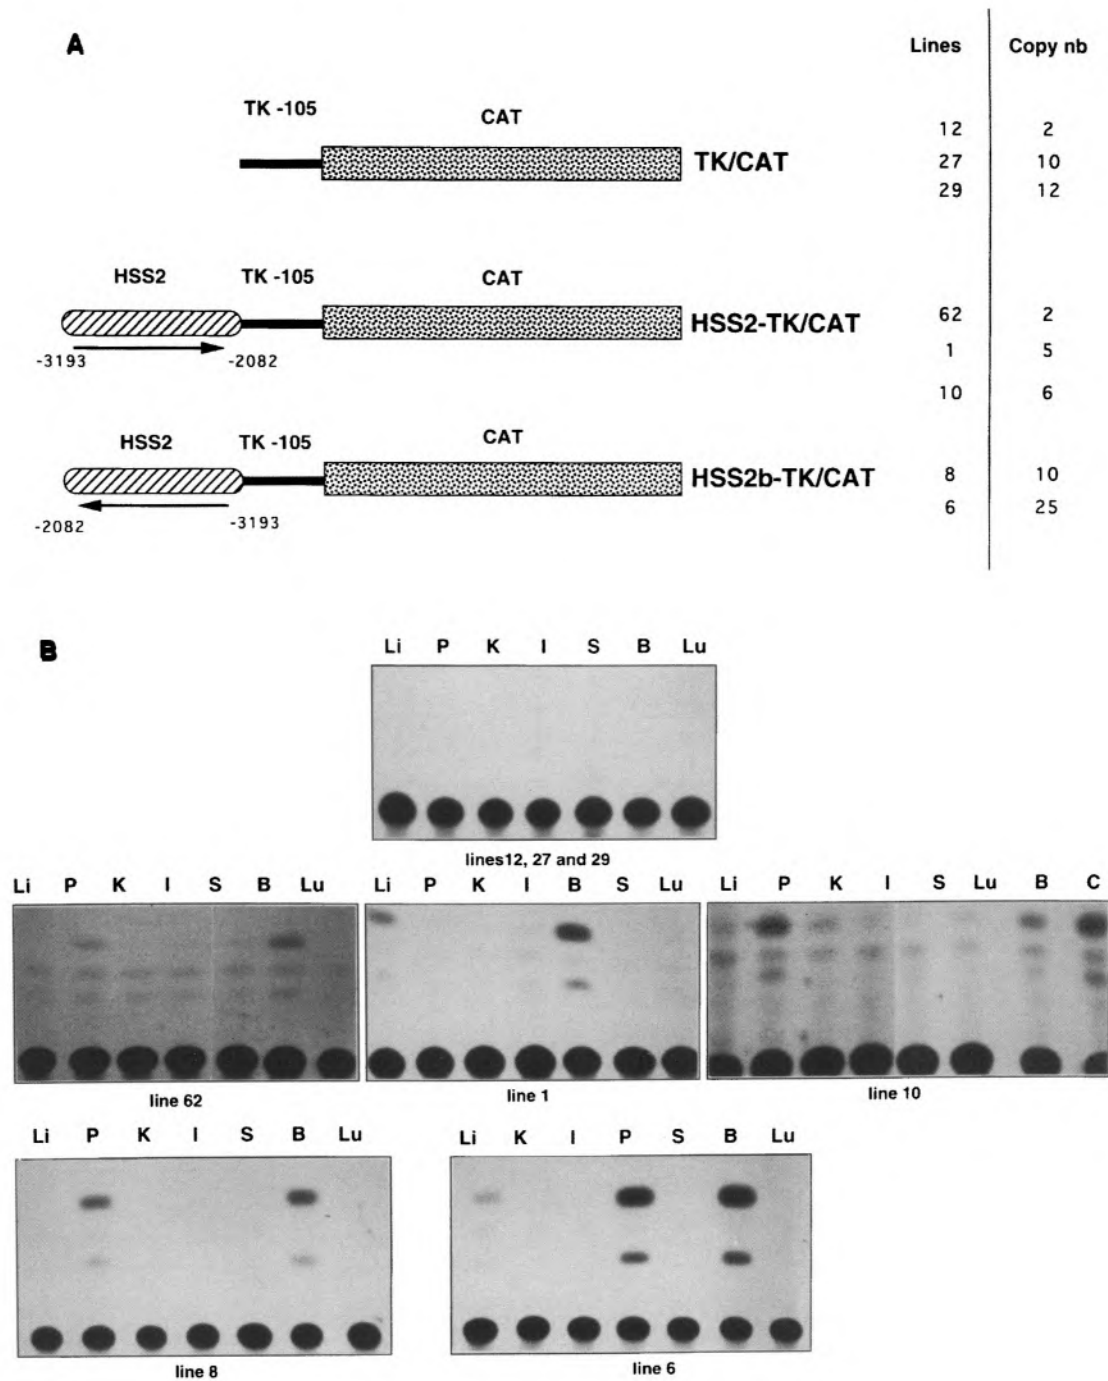 A
Lines Copy nb
TK -105 CAT
TK/CAT
12 2
27 10
29 12
HSS2 TK -105 CAT
HSS2-TK/CAT
-3193 -2082
62 2
1 5
10 6
HSS2 TK -105 CAT
HSS2b-TK/CAT
-2082 -3193
8 10
6 25
B
Li P K I S B Lu
lines12, 27 and 29
Li P K I S B Lu
line 62
Li P K I B S Lu
line 1
Li P K I S Lu B C
line 10
Li P K I S B Lu
line 8
Li K I P S B Lu
line 6